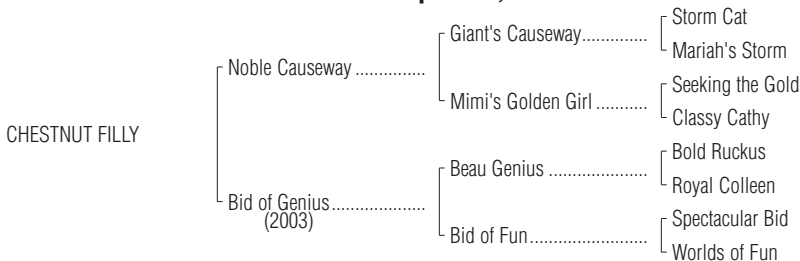 Storm Cat
Giant's Causeway..............
Mariah's Storm
Noble Causeway ...............
Seeking the Gold
Mimi's Golden Girl ...........
Classy Cathy
CHESTNUT FILLY
Bold Ruckus
Beau Genius .....................
Royal Colleen
Bid of Genius....................
(2003)
Spectacular Bid
Bid of Fun.........................
Worlds of Fun